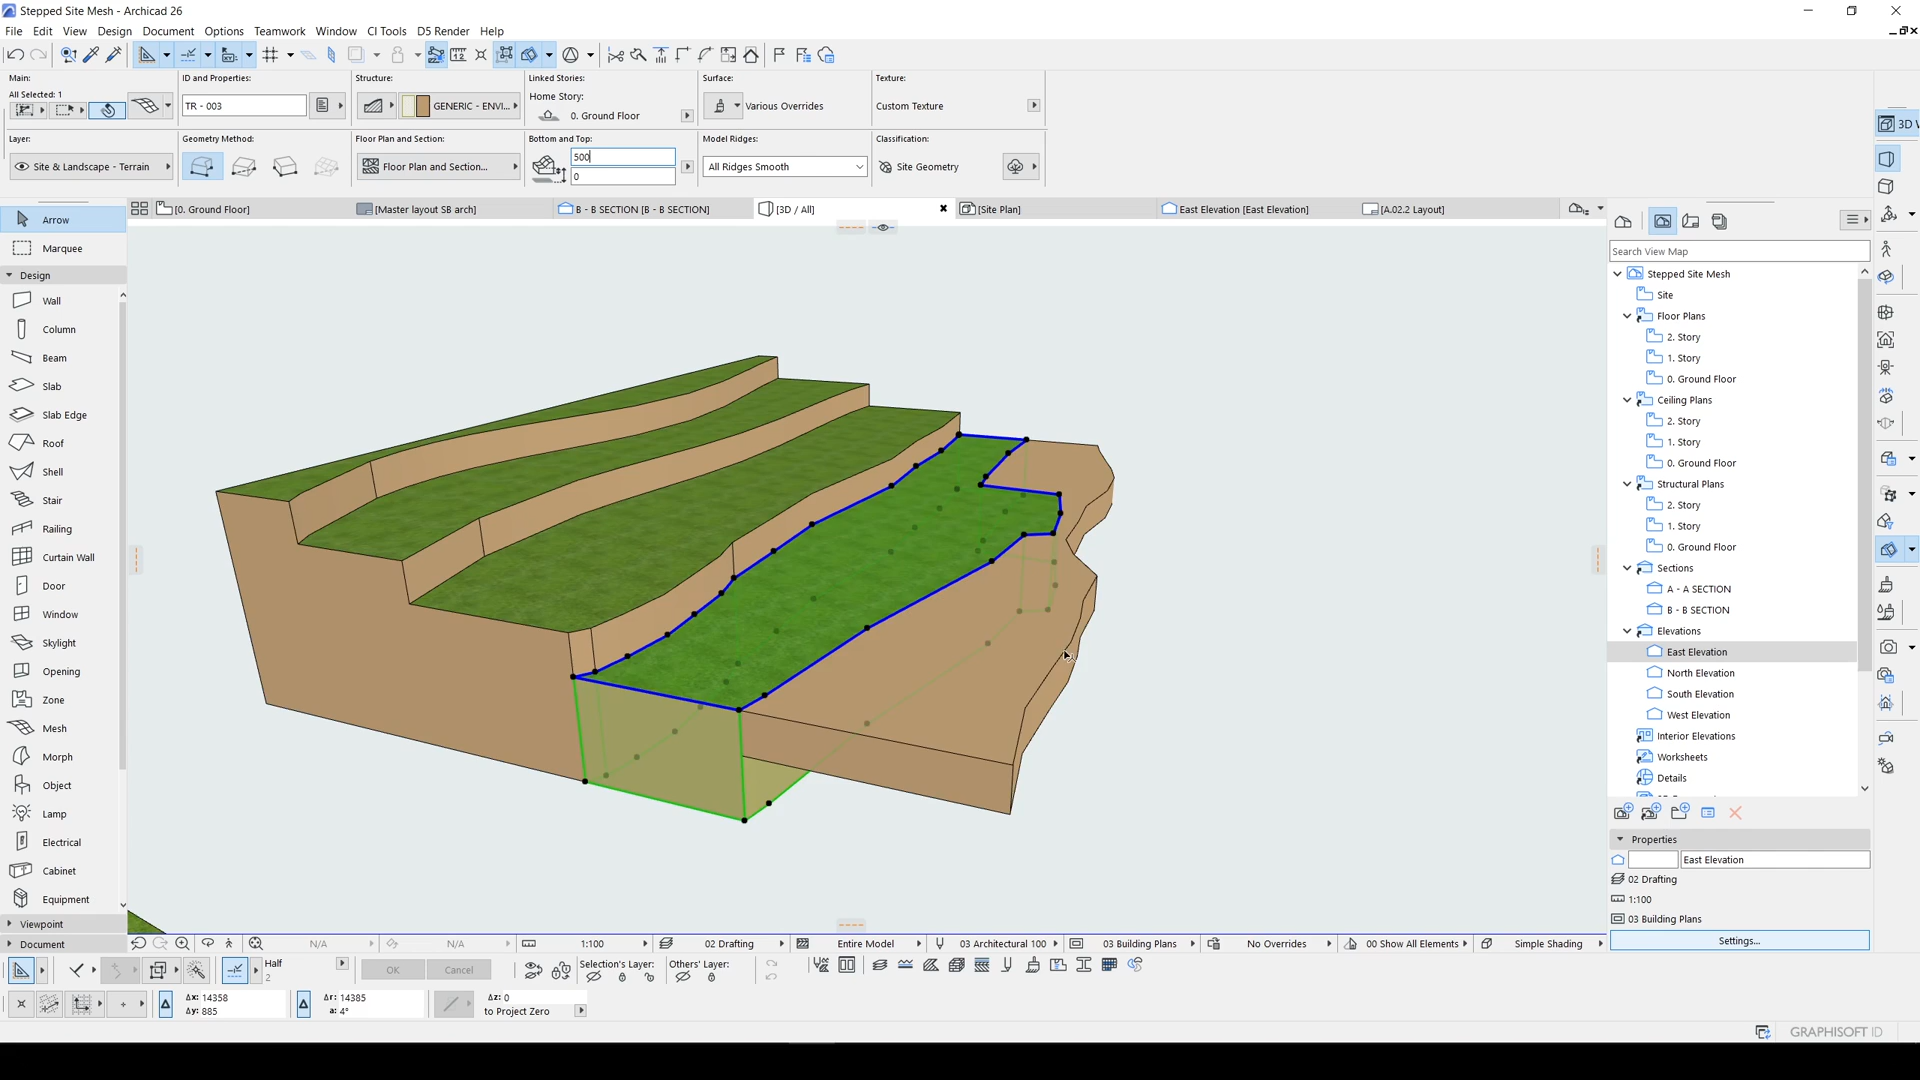 Stepped Site Mesh - Archicad 26
File Edit View Design Document Options Teamwork Window CI Tools D5 Render Help
Main: ID and Properties: Structure: Linked Stories: Surface: Texture:
All Selected: 1 Home Story:
TR - 003 GENERIC - ENVI... 0. Ground Floor Various Overrides Custom Texture
Layer: Geometry Method: Floor Plan and Section: Bottom and Top: Model Ridges: Classification:
500
Site & Landscape - Terrain Floor Plan and Section... All Ridges Smooth Site Geometry
0
[0. Ground Floor] [Master layout SB arch] B - B SECTION [B - B SECTION] [3D / All] [Site Plan] East Elevation [East Elevation] [A.02.2 Layout]
3D
Arrow
Marquee
Design
Wall
Column
Beam
Slab
Slab Edge
Roof
Shell
Stair
Railing
Curtain Wall
Door
Window
Skylight
Opening
Zone
Mesh
Morph
Object
Lamp
Electrical
Cabinet
Equipment
Viewpoint
Document
Search View Map
Stepped Site Mesh
Site
Floor Plans
2. Story
1. Story
0. Ground Floor
Ceiling Plans
2. Story
1. Story
0. Ground Floor
Structural Plans
2. Story
1. Story
0. Ground Floor
Sections
A - A SECTION
B - B SECTION
Elevations
East Elevation
North Elevation
South Elevation
West Elevation
Interior Elevations
Worksheets
Details
Properties
East Elevation
02 Drafting
1:100
03 Building Plans
Settings...
N/A N/A 1:100 02 Drafting Entire Model 03 Architectural 100 03 Building Plans No Overrides 00 Show All Elements Simple Shading
Half
2
OK Cancel Selection's Layer: Others' Layer:
Δx: 14358 Δr: 14385 Δz: 0
Δy: 885 a: 4° to Project Zero
GRAPHISOFT ID